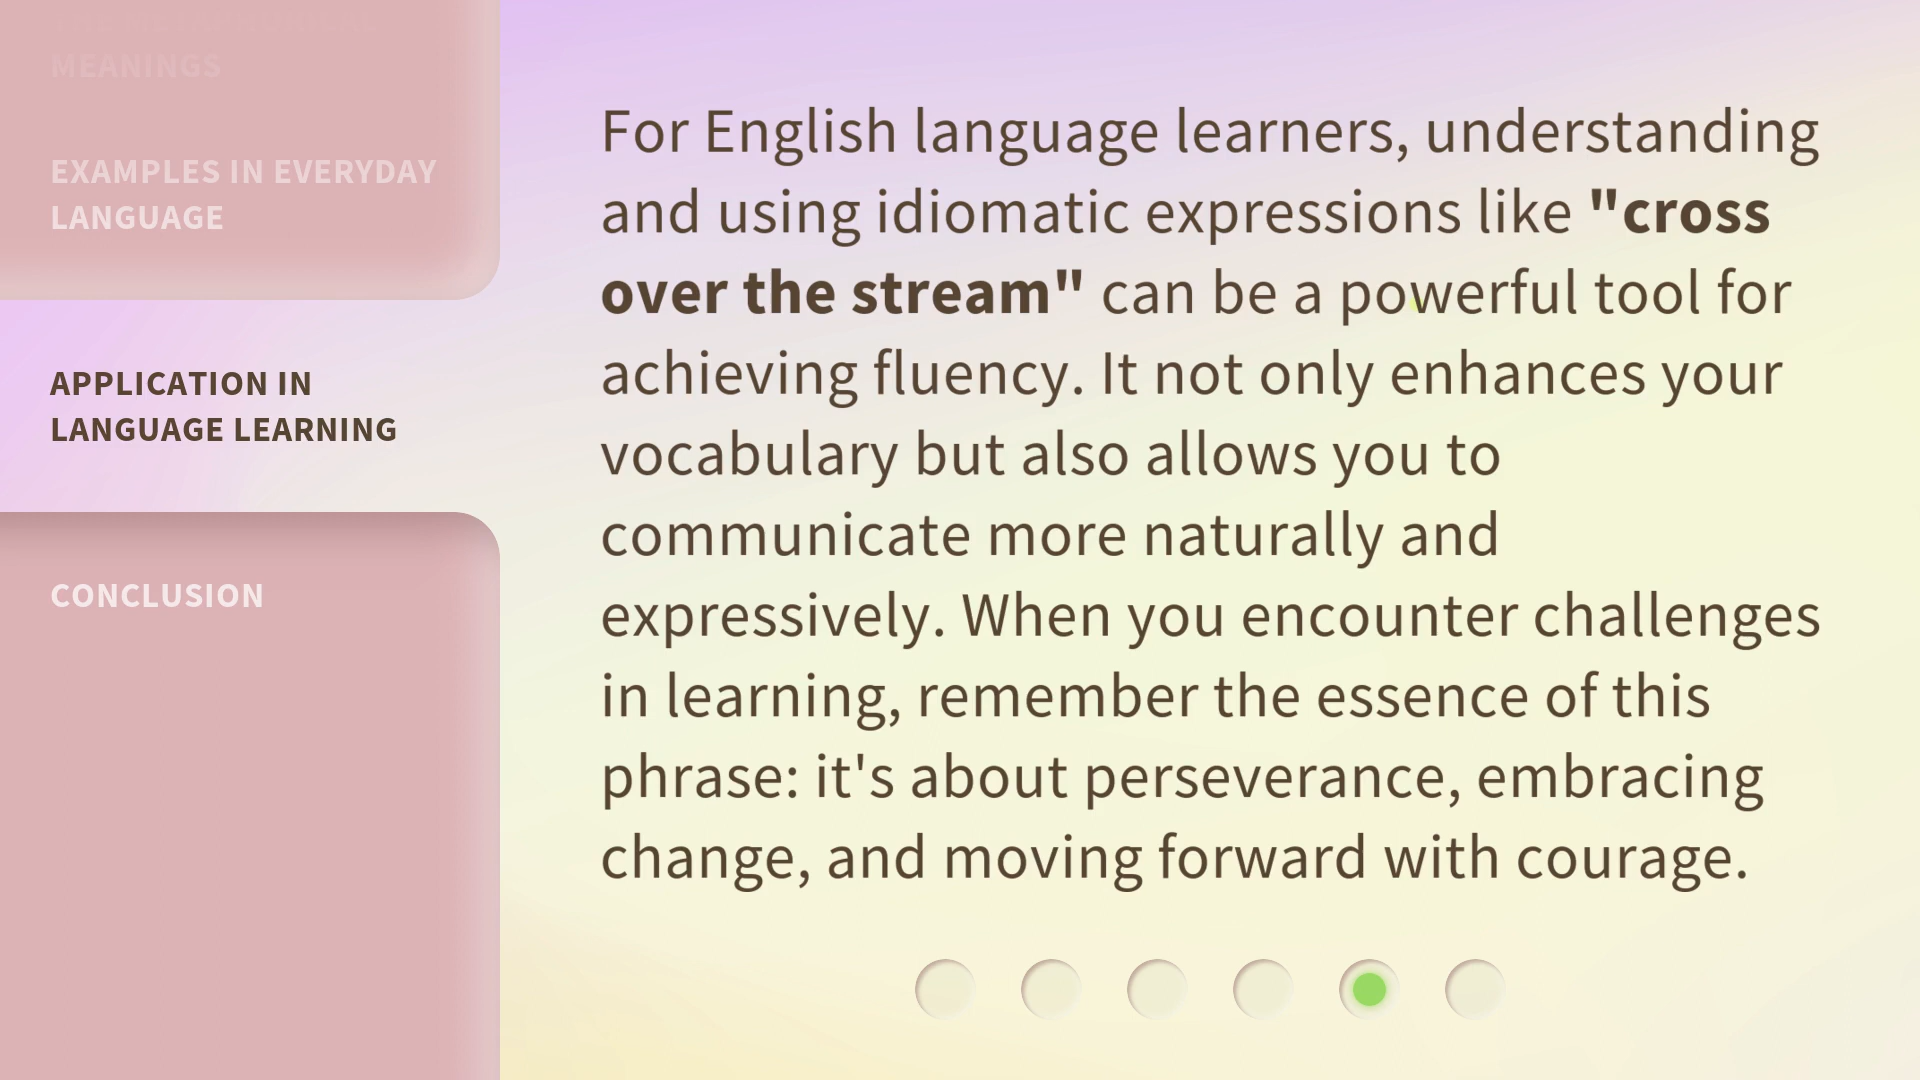 MEANINGS
EXAMPLES IN EVERYDAY
LANGUAGE
APPLICATION IN
LANGUAGE LEARNING
CONCLUSION
For English language learners, understanding
and using idiomatic expressions like "cross
over the stream" can be a powerful tool for
achieving fluency. It not only enhances your
vocabulary but also allows you to
communicate more naturally and
expressively. When you encounter challenges
in learning, remember the essence of this
phrase: it's about perseverance, embracing
change, and moving forward with courage.